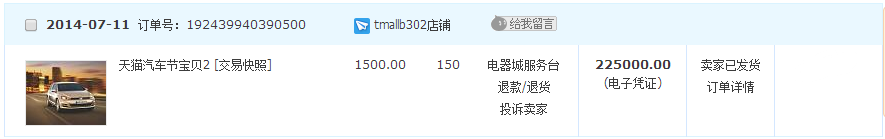 2014-07-11 订单号：192439940390500 tmallb302店铺 给我留言
天猫汽车节宝贝2 [交易快照] 1500.00 150 电器城服务台 225000.00 卖家已发货
退款/退货 (电子凭证) 订单详情
投诉卖家